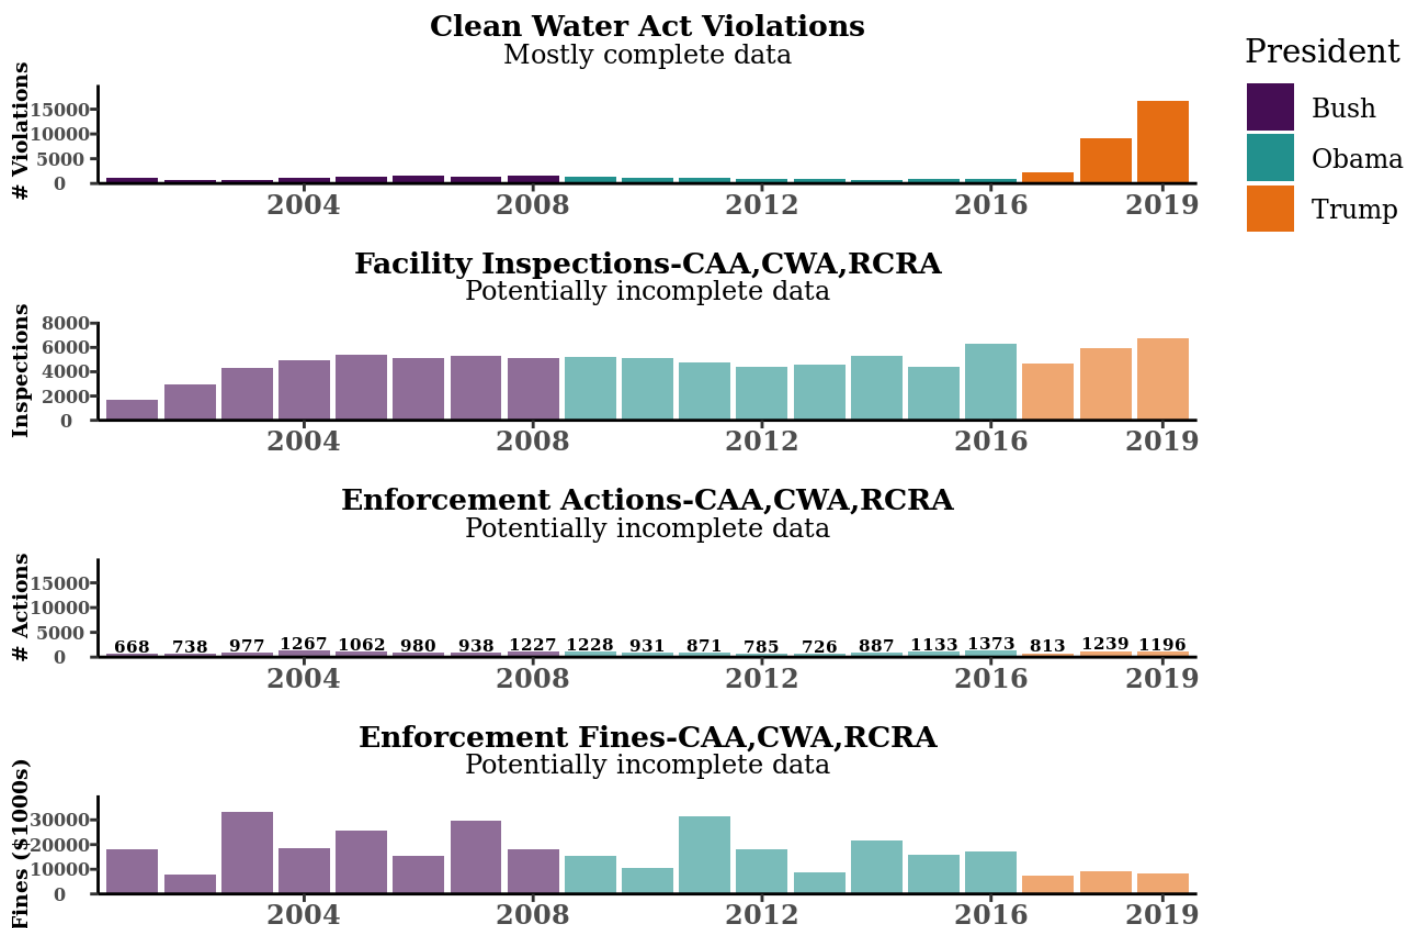 Clean Water Act Violations
Mostly complete data
# Violations
15000
10000
5000
0
2004 2008 2012 2016 2019
President
Bush
Obama
Trump
Facility Inspections-CAA,CWA,RCRA
Potentially incomplete data
Inspections
8000
6000
4000
2000
0
2004 2008 2012 2016 2019
Enforcement Actions-CAA,CWA,RCRA
Potentially incomplete data
# Actions
15000
10000
5000
0
668 738 977 1267 1062 980 938 1227 1228 931 871 785 726 887 1133 1373 813 1239 1196
2004 2008 2012 2016 2019
Enforcement Fines-CAA,CWA,RCRA
Potentially incomplete data
Fines ($1000s)
30000
20000
10000
0
2004 2008 2012 2016 2019